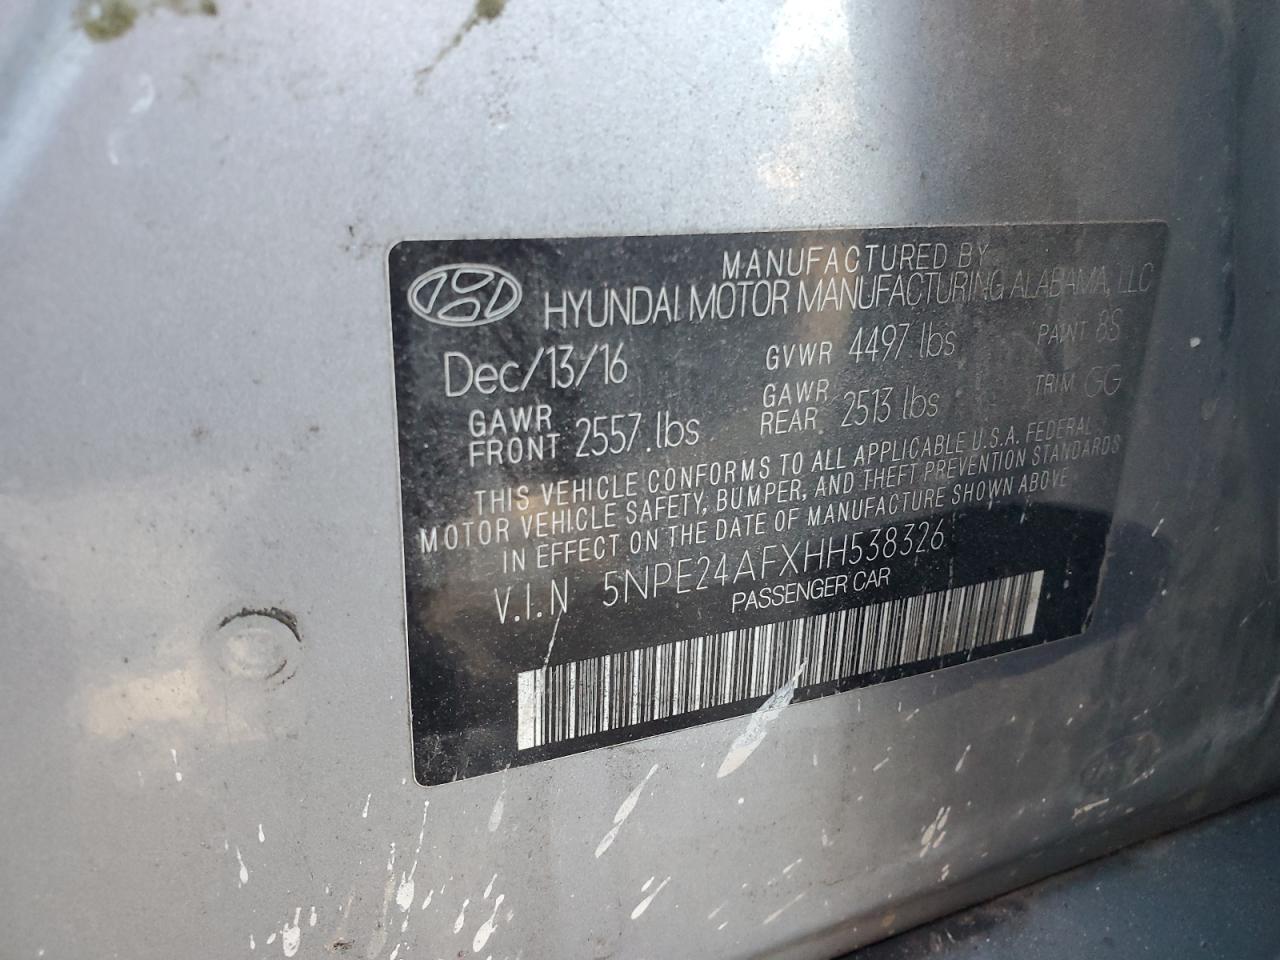 MANUFACTURED BY
HYUNDAI MOTOR MANUFACTURING ALABAMA, LLC
Dec/13/16 GVWR 4497 lbs PAINT 8S
GAWR FRONT 2557 lbs GAWR REAR 2513 lbs TRIM GG
THIS VEHICLE CONFORMS TO ALL APPLICABLE U.S.A. FEDERAL
MOTOR VEHICLE SAFETY, BUMPER, AND THEFT PREVENTION STANDARDS
IN EFFECT ON THE DATE OF MANUFACTURE SHOWN ABOVE
V.I.N 5NPE24AFXHH538326
PASSENGER CAR